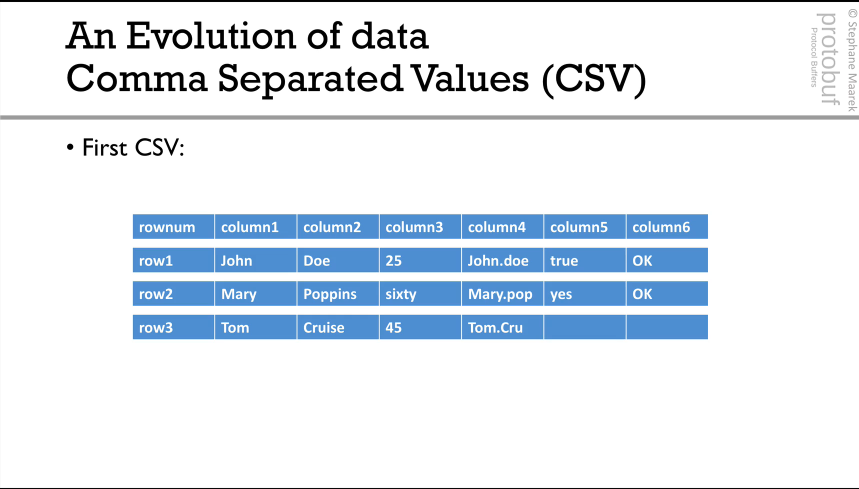 An Evolution of data
Comma Separated Values (CSV)
© Stephane Maarek
protobuf
Protocol Buffers
• First CSV:
rownum column1 column2 column3 column4 column5 column6
row1 John Doe 25 John.doe true OK
row2 Mary Poppins sixty Mary.pop yes OK
row3 Tom Cruise 45 Tom.Cru